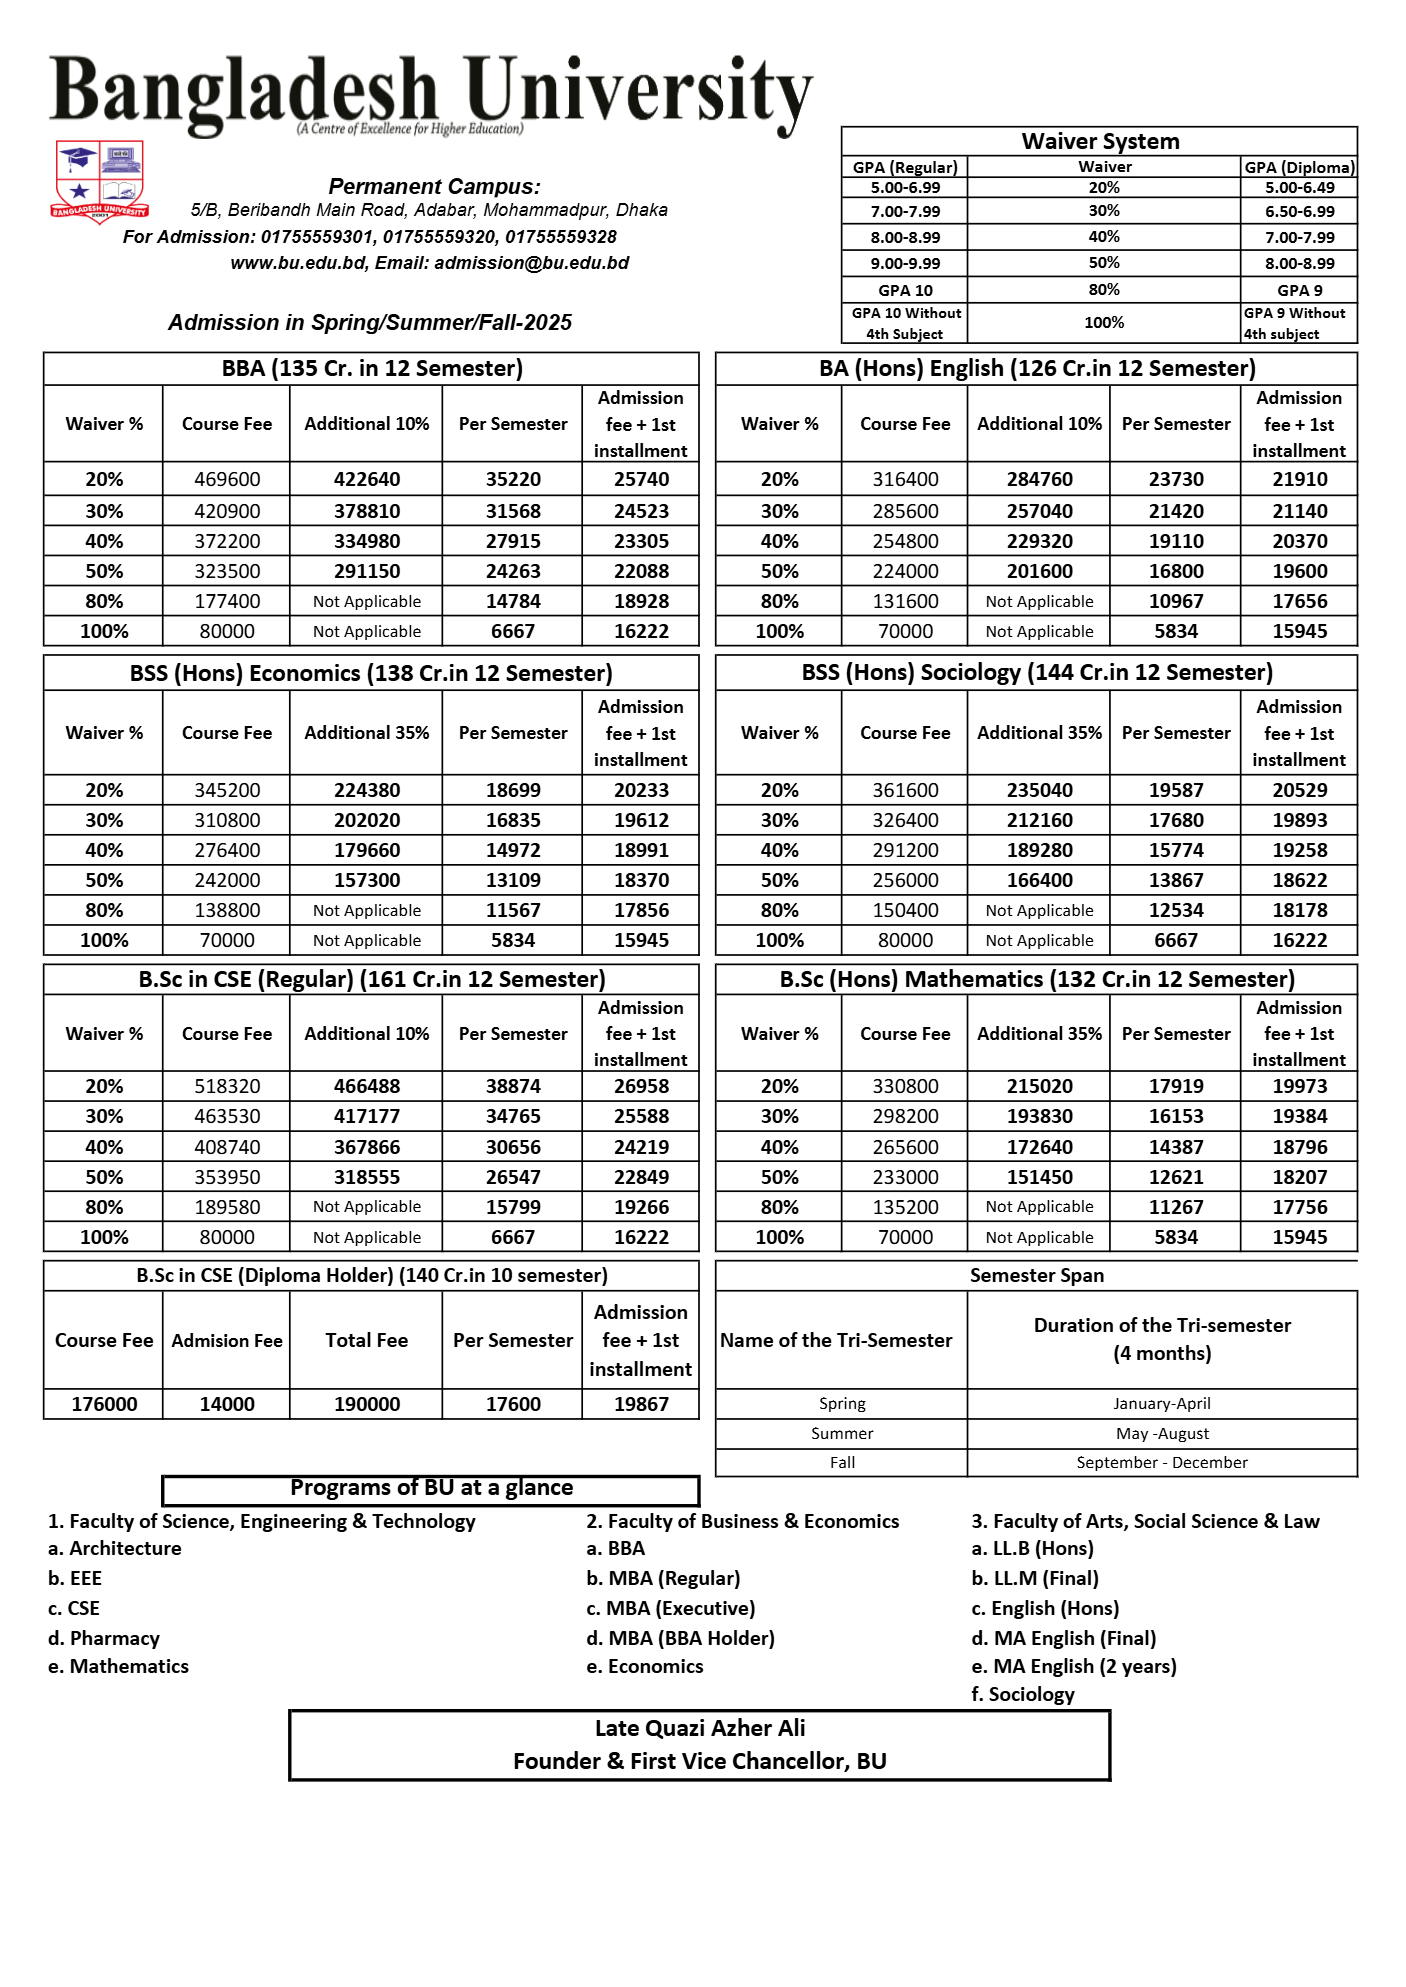 Bangladesh University
(A Centre of Excellence for Higher Education)
BANGLADESH UNIVERSITY
2001
Permanent Campus:
5/B, Beribandh Main Road, Adabar, Mohammadpur, Dhaka
For Admission: 01755559301, 01755559320, 01755559328
www.bu.edu.bd, Email: admission@bu.edu.bd
Admission in Spring/Summer/Fall-2025
Waiver System
GPA (Regular) Waiver GPA (Diploma)
5.00-6.99 20% 5.00-6.49
7.00-7.99 30% 6.50-6.99
8.00-8.99 40% 7.00-7.99
9.00-9.99 50% 8.00-8.99
GPA 10 80% GPA 9
GPA 10 Without 4th Subject 100% GPA 9 Without 4th subject
BBA (135 Cr. in 12 Semester)
Waiver % Course Fee Additional 10% Per Semester Admission fee + 1st installment
20% 469600 422640 35220 25740
30% 420900 378810 31568 24523
40% 372200 334980 27915 23305
50% 323500 291150 24263 22088
80% 177400 Not Applicable 14784 18928
100% 80000 Not Applicable 6667 16222
BA (Hons) English (126 Cr.in 12 Semester)
Waiver % Course Fee Additional 10% Per Semester Admission fee + 1st installment
20% 316400 284760 23730 21910
30% 285600 257040 21420 21140
40% 254800 229320 19110 20370
50% 224000 201600 16800 19600
80% 131600 Not Applicable 10967 17656
100% 70000 Not Applicable 5834 15945
BSS (Hons) Economics (138 Cr.in 12 Semester)
Waiver % Course Fee Additional 35% Per Semester Admission fee + 1st installment
20% 345200 224380 18699 20233
30% 310800 202020 16835 19612
40% 276400 179660 14972 18991
50% 242000 157300 13109 18370
80% 138800 Not Applicable 11567 17856
100% 70000 Not Applicable 5834 15945
BSS (Hons) Sociology (144 Cr.in 12 Semester)
Waiver % Course Fee Additional 35% Per Semester Admission fee + 1st installment
20% 361600 235040 19587 20529
30% 326400 212160 17680 19893
40% 291200 189280 15774 19258
50% 256000 166400 13867 18622
80% 150400 Not Applicable 12534 18178
100% 80000 Not Applicable 6667 16222
B.Sc in CSE (Regular) (161 Cr.in 12 Semester)
Waiver % Course Fee Additional 10% Per Semester Admission fee + 1st installment
20% 518320 466488 38874 26958
30% 463530 417177 34765 25588
40% 408740 367866 30656 24219
50% 353950 318555 26547 22849
80% 189580 Not Applicable 15799 19266
100% 80000 Not Applicable 6667 16222
B.Sc (Hons) Mathematics (132 Cr.in 12 Semester)
Waiver % Course Fee Additional 35% Per Semester Admission fee + 1st installment
20% 330800 215020 17919 19973
30% 298200 193830 16153 19384
40% 265600 172640 14387 18796
50% 233000 151450 12621 18207
80% 135200 Not Applicable 11267 17756
100% 70000 Not Applicable 5834 15945
B.Sc in CSE (Diploma Holder) (140 Cr.in 10 semester)
Course Fee Admision Fee Total Fee Per Semester Admission fee + 1st installment
176000 14000 190000 17600 19867
Semester Span
Name of the Tri-Semester Duration of the Tri-semester (4 months)
Spring January-April
Summer May -August
Fall September - December
Programs of BU at a glance
1. Faculty of Science, Engineering & Technology
a. Architecture
b. EEE
c. CSE
d. Pharmacy
e. Mathematics
2. Faculty of Business & Economics
a. BBA
b. MBA (Regular)
c. MBA (Executive)
d. MBA (BBA Holder)
e. Economics
3. Faculty of Arts, Social Science & Law
a. LL.B (Hons)
b. LL.M (Final)
c. English (Hons)
d. MA English (Final)
e. MA English (2 years)
f. Sociology
Late Quazi Azher Ali
Founder & First Vice Chancellor, BU